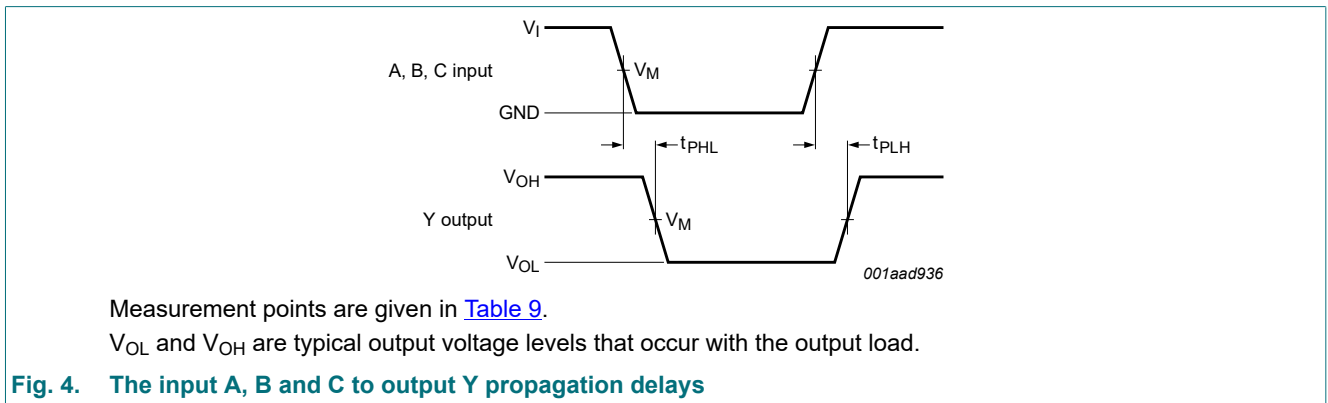 V_I
A, B, C input
V_M
GND
t_PHL
t_PLH
V_OH
Y output
V_M
V_OL
001aad936
Measurement points are given in Table 9.
V_OL and V_OH are typical output voltage levels that occur with the output load.
Fig. 4. The input A, B and C to output Y propagation delays